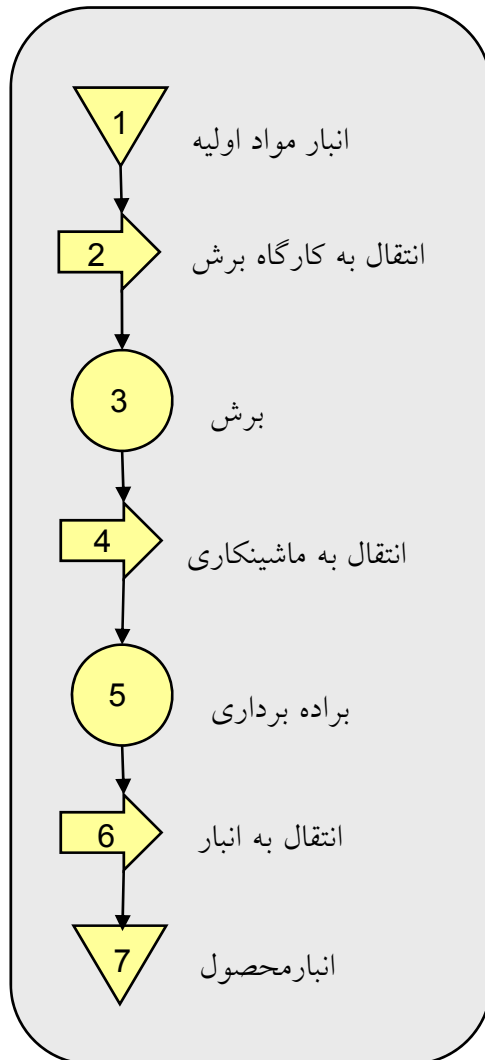 1 انبار مواد اولیه
2 انتقال به کارگاه برش
3 برش
4 انتقال به ماشینکاری
5 براده برداری
6 انتقال به انبار
7 انبارمحصول